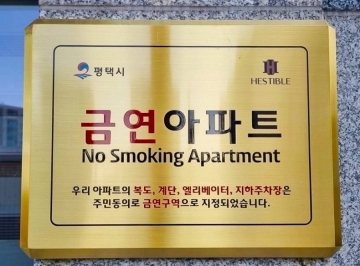 평택시
HESTIBLE
금연아파트
No Smoking Apartment
우리 아파트의 복도, 계단, 엘리베이터, 지하주차장은
주민동의로 금연구역으로 지정되었습니다.